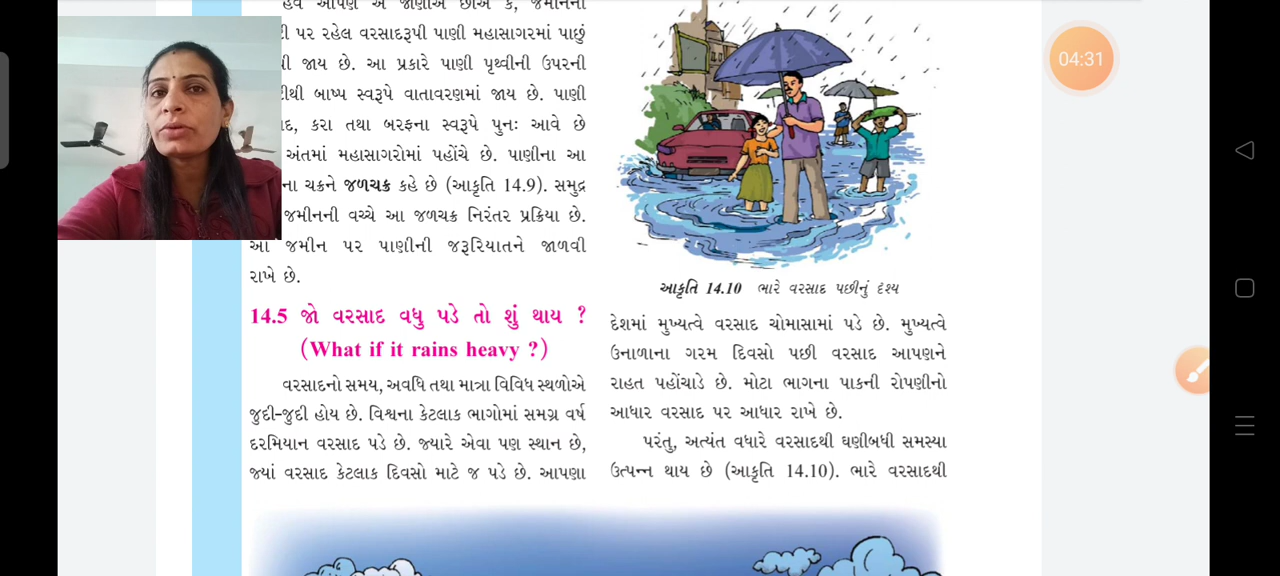 હવે આપણે એ જાણીએ છીએ કે, જમીનની
પર રહેલ વરસાદરૂપી પાણી મહાસાગરમાં પાછું
જાય છે. આ પ્રકારે પાણી પૃથ્વીની ઉપરની
બાષ્પ સ્વરૂપે વાતાવરણમાં જાય છે. પાણી
કરા તથા બરફના સ્વરૂપે પુનઃ આવે છે
અંતમાં મહાસાગરોમાં પહોંચે છે. પાણીના આ
ચક્રને જળચક્ર કહે છે (આકૃતિ 14.9). સમુદ્ર
જમીનની વચ્ચે આ જળચક્ર નિરંતર પ્રક્રિયા છે.
આ જમીન પર પાણીની જરૂરિયાતને જાળવી
રાખે છે.
14.5 જો વરસાદ વધુ પડે તો શું થાય ?
(What if it rains heavy ?)
વરસાદનો સમય, અવધિ તથા માત્રા વિવિધ સ્થળોએ
જુદી-જુદી હોય છે. વિશ્વના કેટલાક ભાગોમાં સમગ્ર વર્ષ
દરમિયાન વરસાદ પડે છે. જ્યારે એવા પણ સ્થાન છે,
જ્યાં વરસાદ કેટલાક દિવસો માટે જ પડે છે. આપણા
આકૃતિ 14.10 ભારે વરસાદ પછીનું દૃશ્ય
દેશમાં મુખ્યત્વે વરસાદ ચોમાસામાં પડે છે. મુખ્યત્વે
ઉનાળાના ગરમ દિવસો પછી વરસાદ આપણને
રાહત પહોંચાડે છે. મોટા ભાગના પાકની રોપણીનો
આધાર વરસાદ પર આધાર રાખે છે.
પરંતુ, અત્યંત વધારે વરસાદથી ઘણીબધી સમસ્યા
ઉત્પન્ન થાય છે (આકૃતિ 14.10). ભારે વરસાદથી
04:31